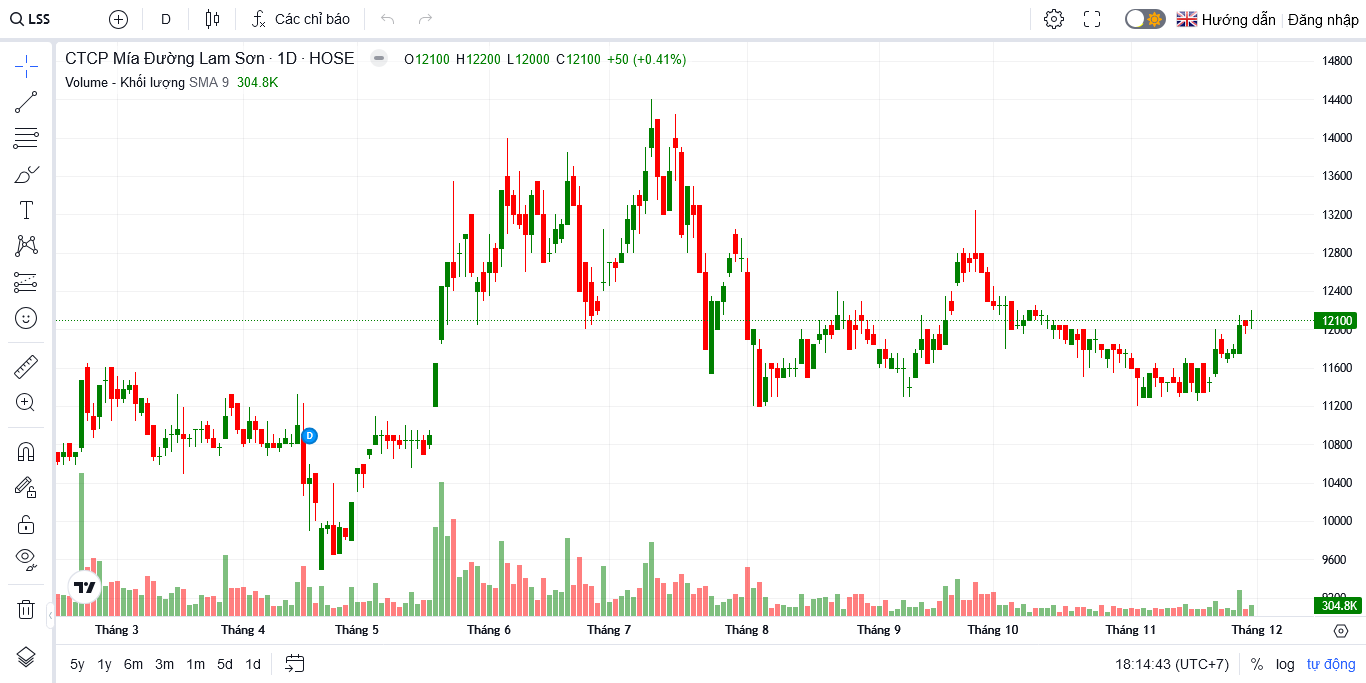 LSS D Các chỉ báo Hướng dẫn Đăng nhập
CTCP Mía Đường Lam Sơn · 1D · HOSE O12100 H12200 L12000 C12100 +50 (+0.41%)
Volume - Khối lượng SMA 9 304.8K
14800
14400
14000
13600
13200
12800
12400
12100
12000
11600
11200
10800
10400
10000
9600
9200
304.8K
D
Tháng 3 Tháng 4 Tháng 5 Tháng 6 Tháng 7 Tháng 8 Tháng 9 Tháng 10 Tháng 11 Tháng 12
5y 1y 6m 3m 1m 5d 1d 18:14:43 (UTC+7) % log tự động